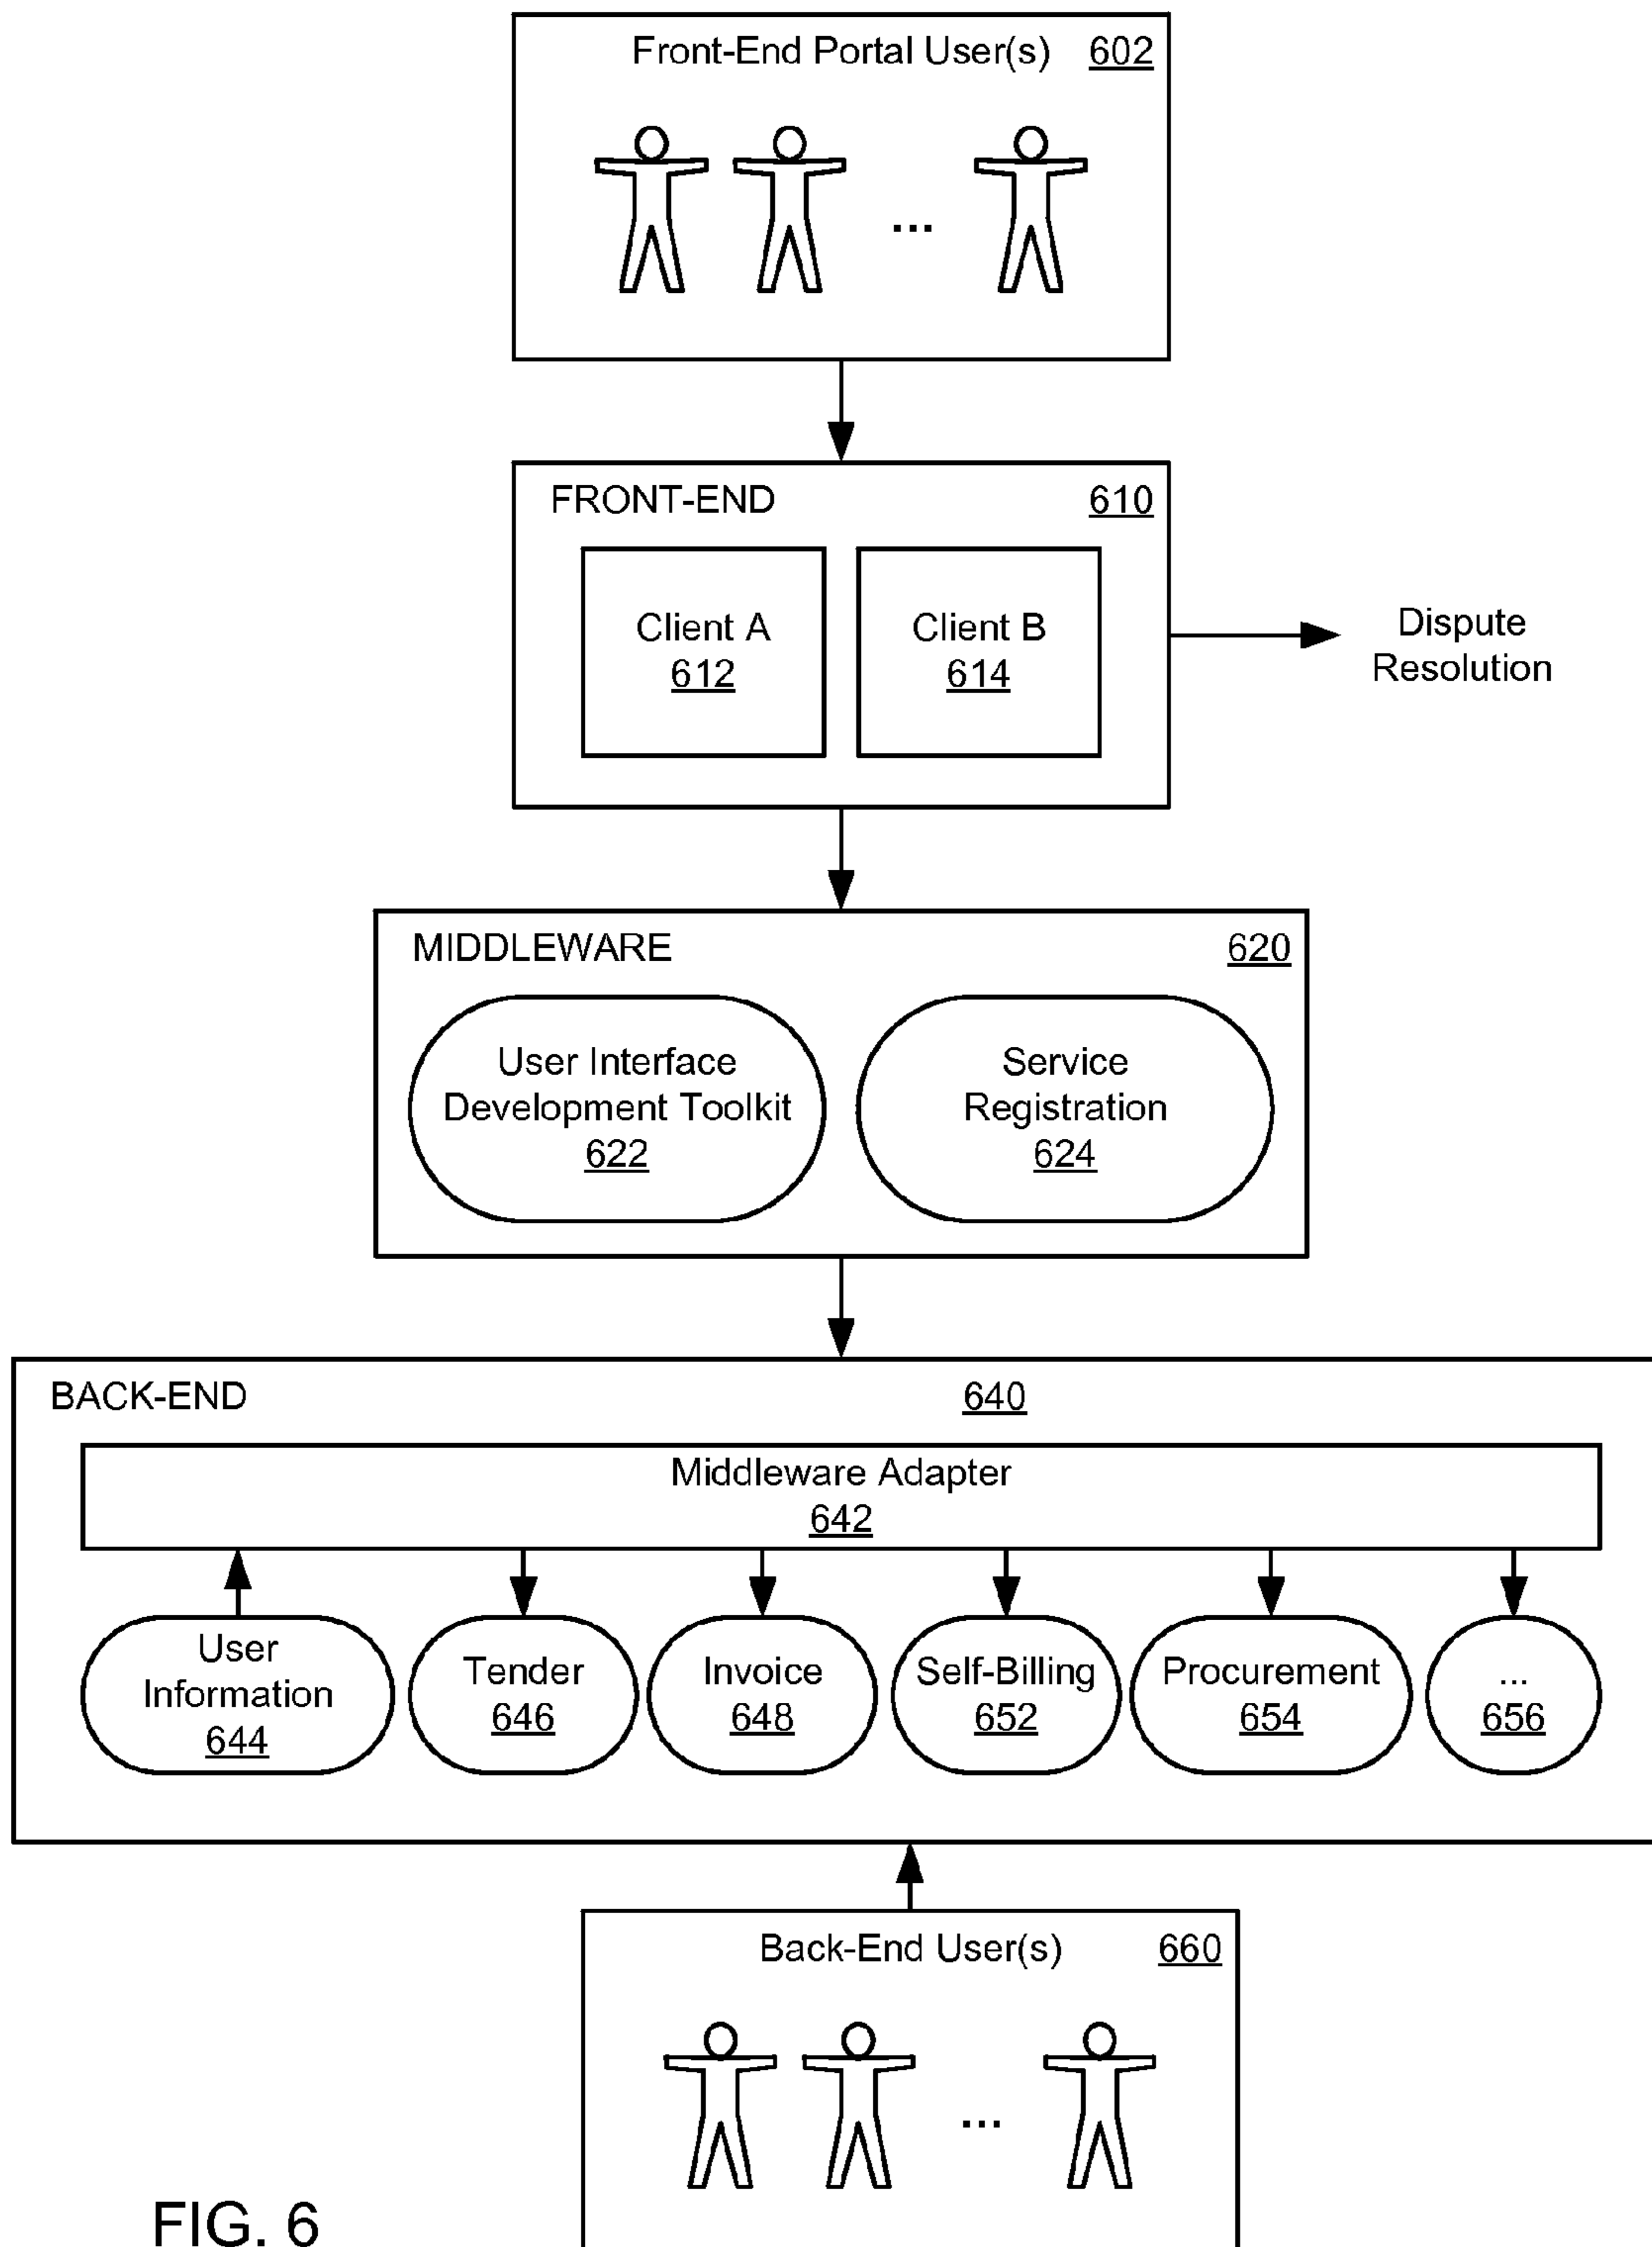 Front-End Portal User(s) 602
...
FRONT-END 610
Client A
612
Client B
614
Dispute
Resolution
MIDDLEWARE 620
User Interface
Development Toolkit
622
Service
Registration
624
BACK-END 640
Middleware Adapter
642
User
Information
644
Tender
646
Invoice
648
Self-Billing
652
Procurement
654
...
656
Back-End User(s) 660
...
FIG. 6